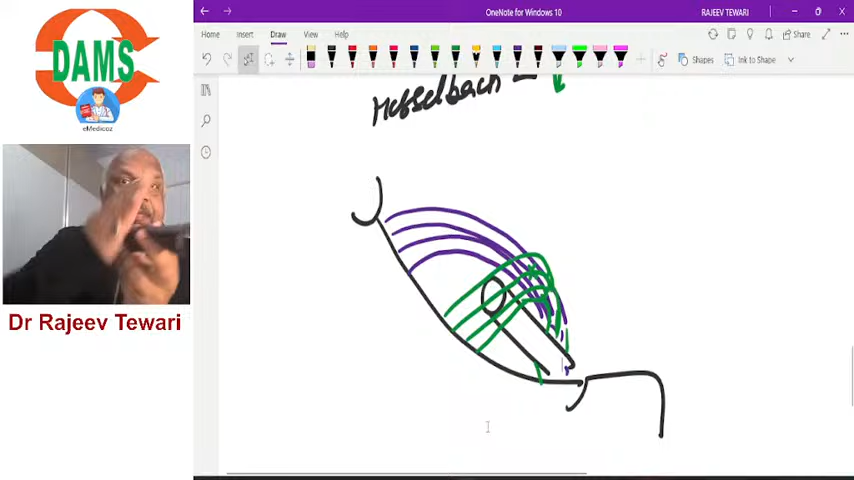 OneNote for Windows 10
RAJEEV TEWARI
Home
Insert
Draw
View
Help
Share
Shapes
Ink to Shape
DAMS
eMedicoz
Hesselbach
Dr Rajeev Tewari